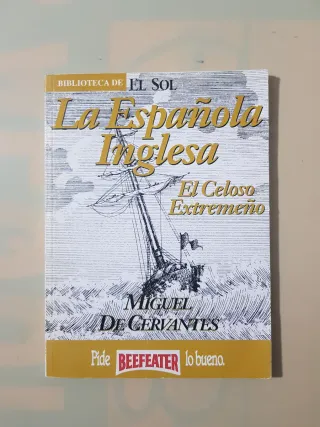 BIBLIOTECA DE EL SOL
La Española
Inglesa
El Celoso
Extremeño
MIGUEL
DE CERVANTES
Pide BEEFEATER lo bueno.